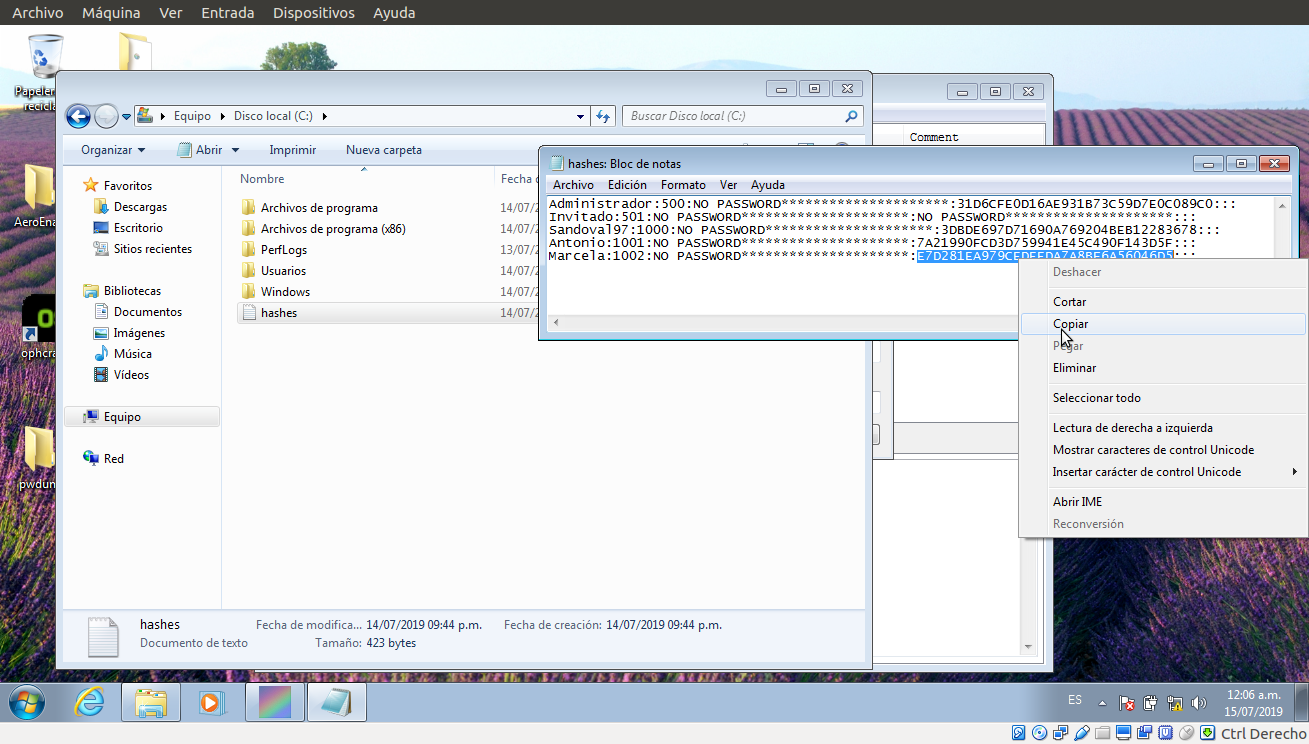 Archivo Máquina Ver Entrada Dispositivos Ayuda
Papelera
recicla
AeroEna
ophcra
pwdum
Equipo Disco local (C:)
Buscar Disco local (C:)
Organizar Abrir Imprimir Nueva carpeta
Comment
Favoritos
Descargas
Escritorio
Sitios recientes
Bibliotecas
Documentos
Imágenes
Música
Vídeos
Equipo
Red
Nombre Fecha d
Archivos de programa 14/07/2
Archivos de programa (x86) 14/07/2
PerfLogs 13/07/2
Usuarios 14/07/2
Windows 14/07/2
hashes 14/07/2
hashes: Bloc de notas
Archivo Edición Formato Ver Ayuda
Administrador:500:NO PASSWORD*********************:31D6CFE0D16AE931B73C59D7E0C089C0:::
Invitado:501:NO PASSWORD*********************:NO PASSWORD*********************:::
Sandoval97:1000:NO PASSWORD*********************:3DBDE697D71690A769204BEB12283678:::
Antonio:1001:NO PASSWORD*********************:7A21990FCD3D759941E45C490F143D5F:::
Marcela:1002:NO PASSWORD*********************:E7D281EA979CEDEEDA7A8BE6A56046D5:::
Deshacer
Cortar
Copiar
Pegar
Eliminar
Seleccionar todo
Lectura de derecha a izquierda
Mostrar caracteres de control Unicode
Insertar carácter de control Unicode
Abrir IME
Reconversión
hashes Fecha de modifica... 14/07/2019 09:44 p.m. Fecha de creación: 14/07/2019 09:44 p.m.
Documento de texto Tamaño: 423 bytes
ES
12:06 a.m.
15/07/2019
Ctrl Derecho